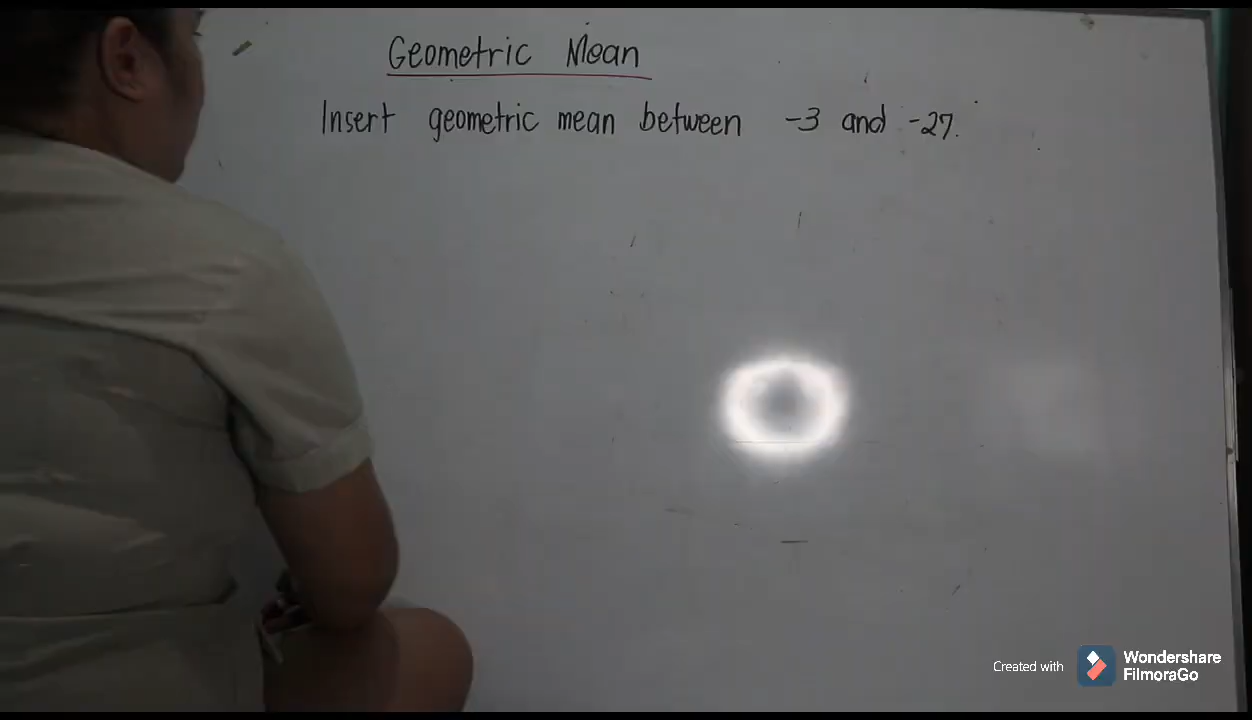 Geometric Mean
Insert geometric mean between -3 and -27.
Created with
Wondershare
FilmoraGo